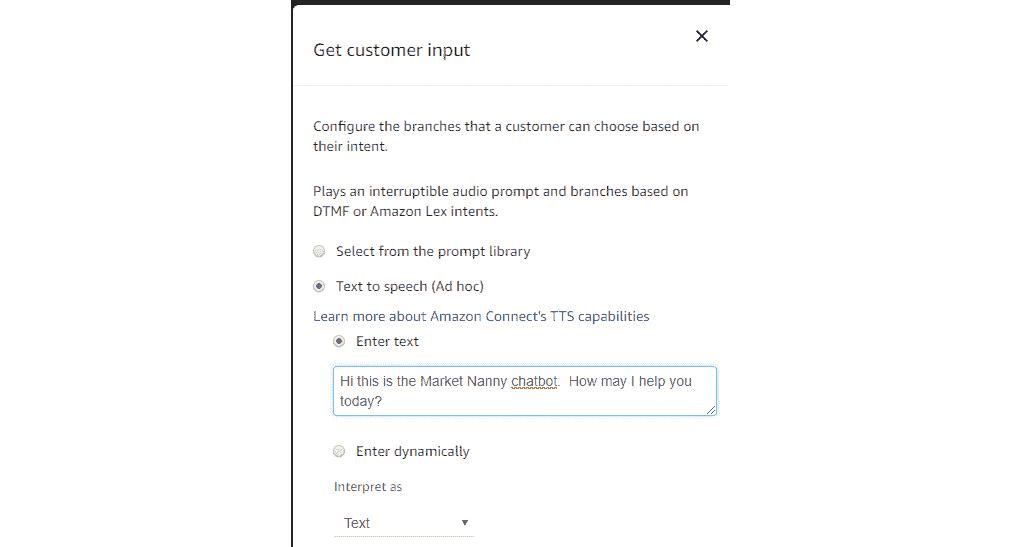 Get customer input
Configure the branches that a customer can choose based on
their intent.
Plays an interruptible audio prompt and branches based on
DTMF or Amazon Lex intents.
Select from the prompt library
Text to speech (Ad hoc)
Learn more about Amazon Connect's TTS capabilities
Enter text
Hi this is the Market Nanny chatbot.  How may I help you
today?
Enter dynamically
Interpret as
Text